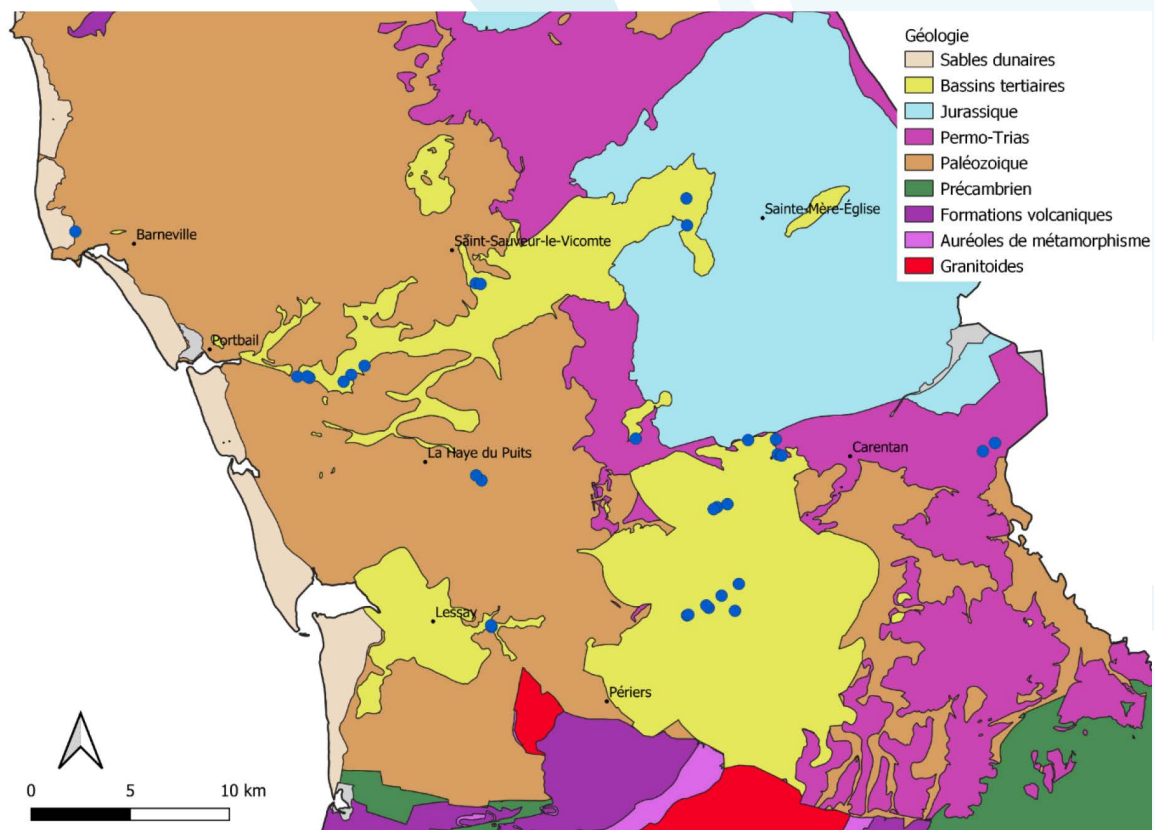 Géologie
Sables dunaires
Bassins tertiaires
Jurassique
Permo-Trias
Paléozoique
Précambrien
Formations volcaniques
Auréoles de métamorphisme
Granitoides
Sainte-Mère-Église
Barneville
Saint-Sauveur-le-Vicomte
Portbail
La Haye du Puits
Carentan
Lessay
Périers
0 5 10 km